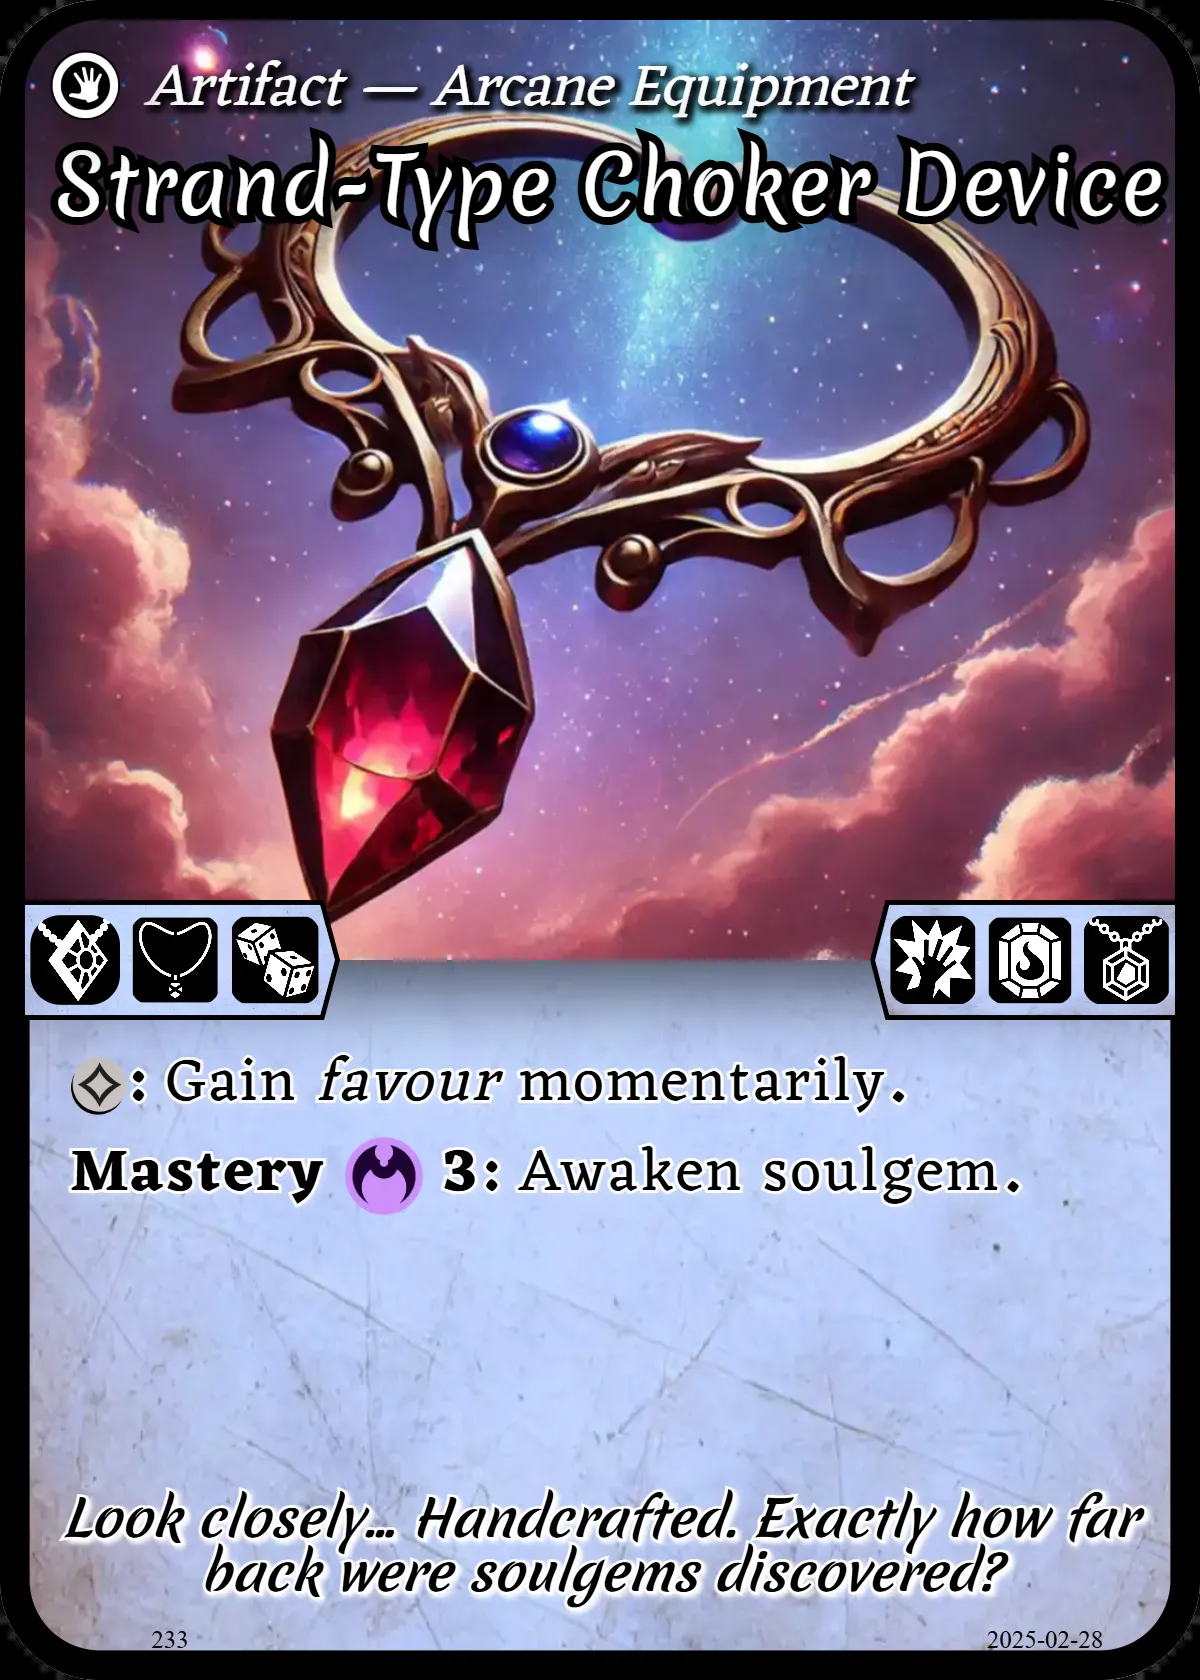 Artifact — Arcane Equipment
Strand-Type Choker Device
: Gain favour momentarily.
Mastery 3: Awaken soulgem.
Look closely... Handcrafted. Exactly how far
back were soulgems discovered?
233
2025-02-28